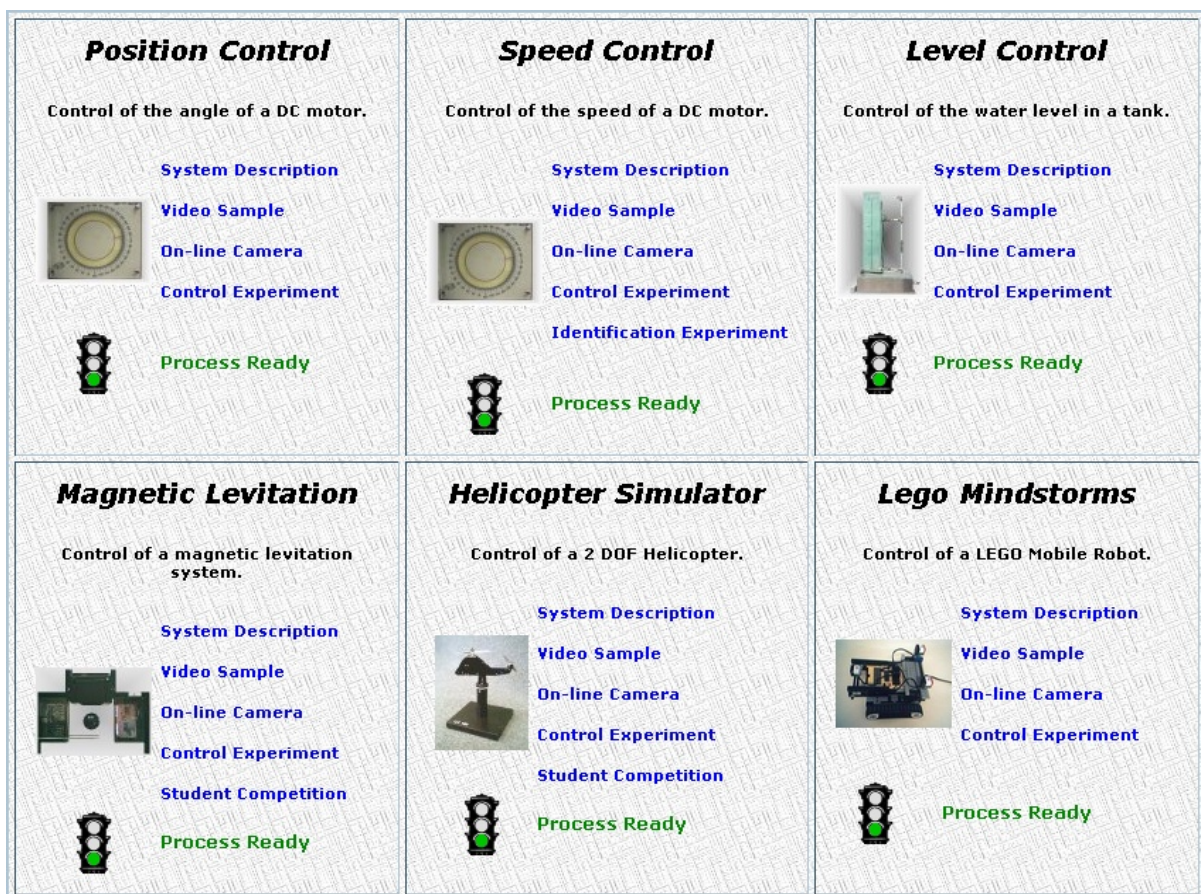 Position Control
Control of the angle of a DC motor.
System Description
Video Sample
On-line Camera
Control Experiment
Process Ready
Speed Control
Control of the speed of a DC motor.
System Description
Video Sample
On-line Camera
Control Experiment
Identification Experiment
Process Ready
Level Control
Control of the water level in a tank.
System Description
Video Sample
On-line Camera
Control Experiment
Process Ready
Magnetic Levitation
Control of a magnetic levitation
system.
System Description
Video Sample
On-line Camera
Control Experiment
Student Competition
Process Ready
Helicopter Simulator
Control of a 2 DOF Helicopter.
System Description
Video Sample
On-line Camera
Control Experiment
Student Competition
Process Ready
Lego Mindstorms
Control of a LEGO Mobile Robot.
System Description
Video Sample
On-line Camera
Control Experiment
Process Ready